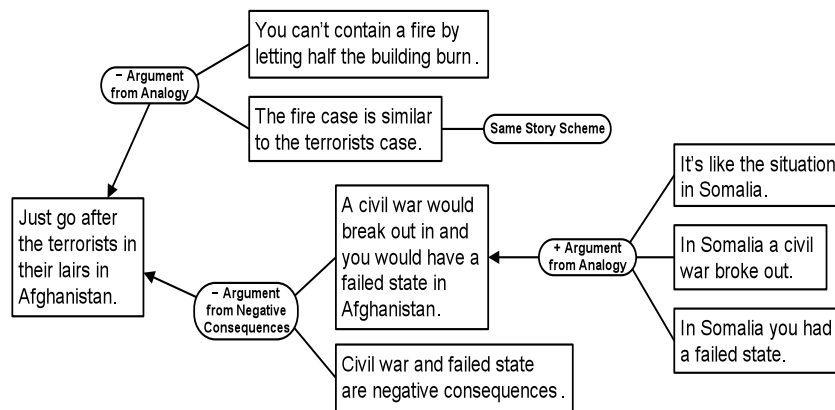 You can't contain a fire by
letting half the building burn .
– Argument
from Analogy
The fire case is similar
to the terrorists case.
Same Story Scheme
It's like the situation
in Somalia.
Just go after
the terrorists in
their lairs in
Afghanistan.
A civil war would
break out in and
you would have a
failed state in
Afghanistan.
+ Argument
from Analogy
In Somalia a civil
war broke out.
– Argument
from Negative
Consequences
In Somalia you had
a failed state.
Civil war and failed state
are negative consequences .